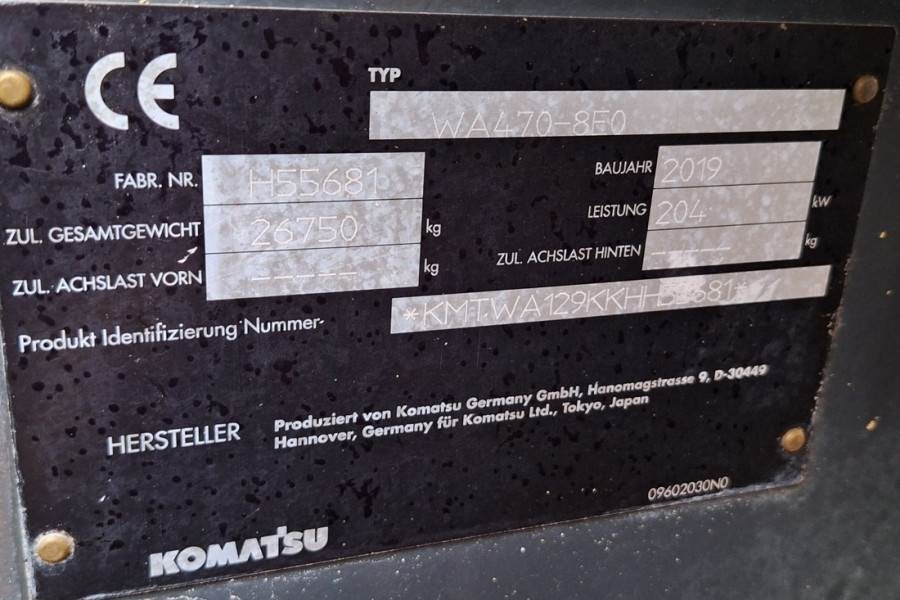 CE
TYP
WA470-8E0
FABR. NR. H55681
BAUJAHR 2019
ZUL. GESAMTGEWICHT 26750 kg
LEISTUNG 204 kW
ZUL. ACHSLAST VORN ----- kg
ZUL. ACHSLAST HINTEN ----- kg
Produkt Identifizierung Nummer *KMTWA129KKHH55681*
HERSTELLER
Produziert von Komatsu Germany GmbH, Hanomagstrasse 9, D-30449
Hannover, Germany für Komatsu Ltd., Tokyo, Japan
09602030N0
KOMATSU